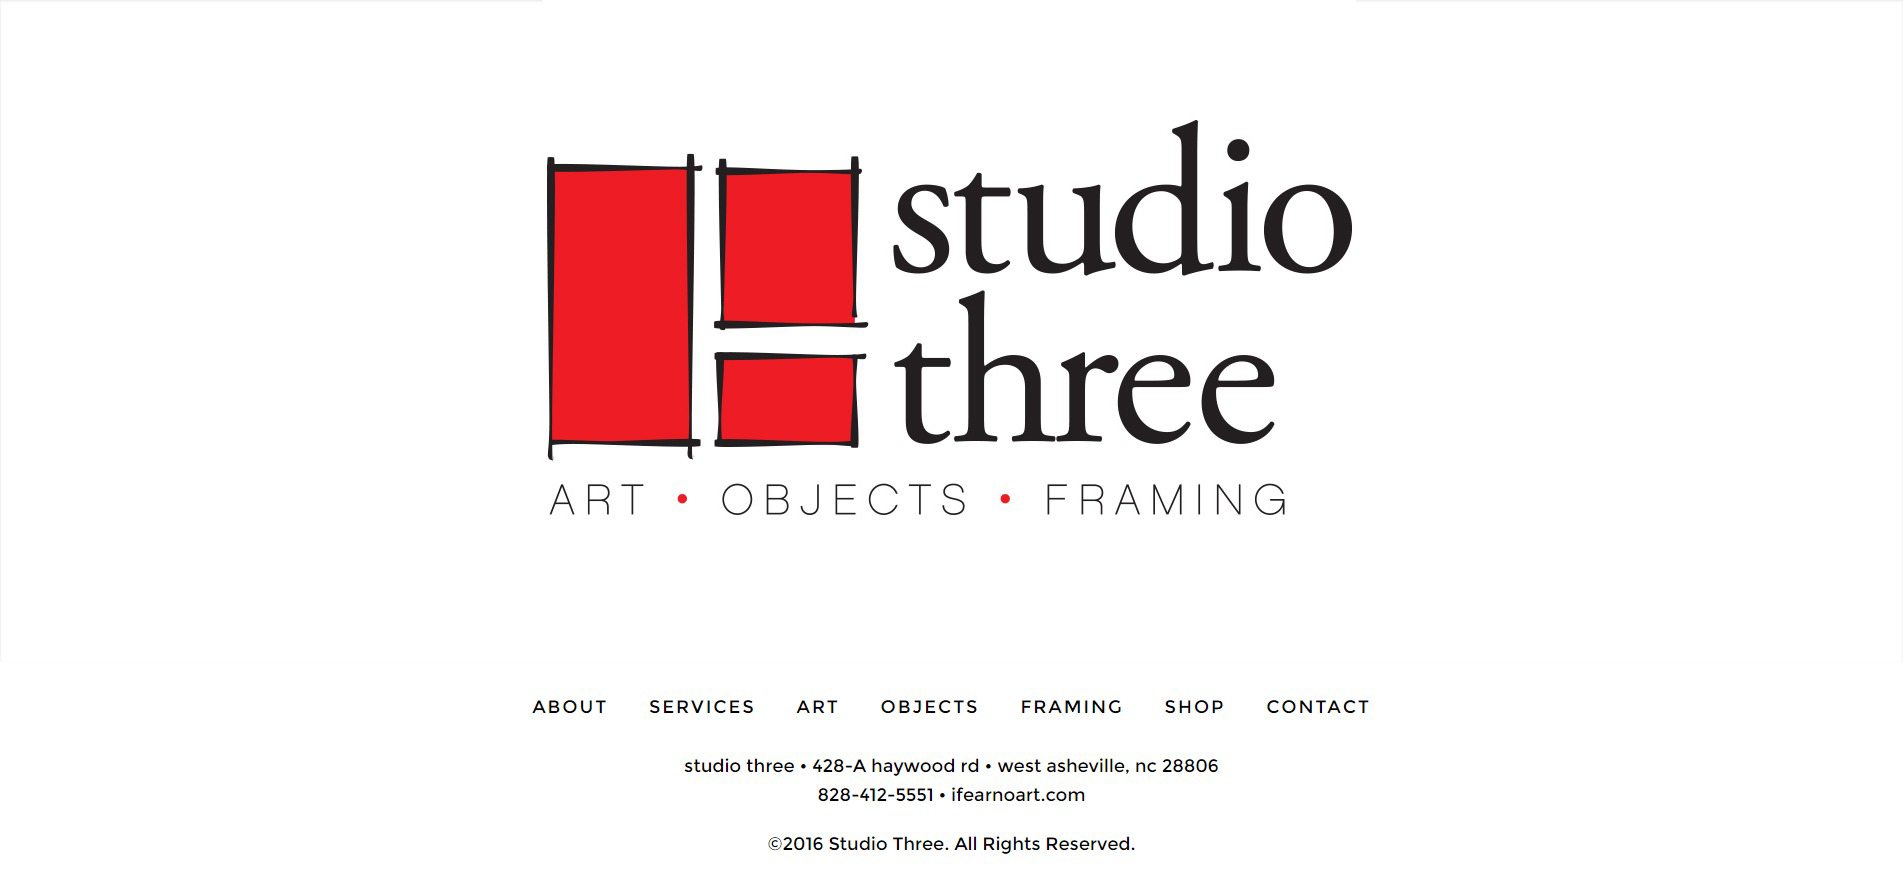 studio
three
ART • OBJECTS • FRAMING
ABOUT SERVICES ART OBJECTS FRAMING SHOP CONTACT
studio three • 428-A haywood rd • west asheville, nc 28806
828-412-5551 • ifearnoart.com
©2016 Studio Three. All Rights Reserved.